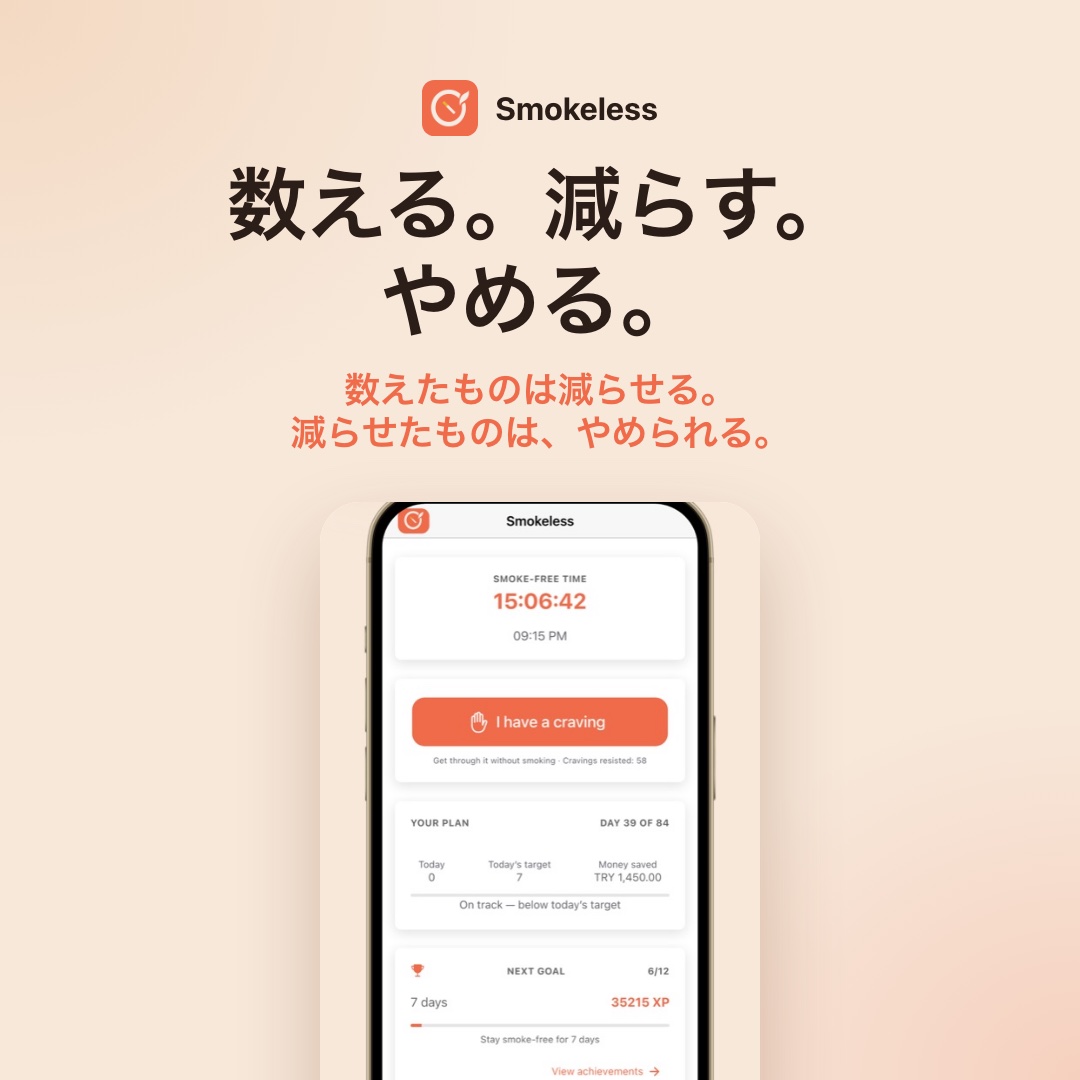 Smokeless
数える。減らす。
やめる。
数えたものは減らせる。
減らせたものは、やめられる。
Smokeless
SMOKE-FREE TIME
15:06:42
09:15 PM
I have a craving
Get through it without smoking · Cravings resisted: 58
YOUR PLAN DAY 39 OF 84
Today Today's target Money saved
0 7 TRY 1,450.00
On track — below today's target
NEXT GOAL 6/12
7 days 35215 XP
Stay smoke-free for 7 days
View achievements →